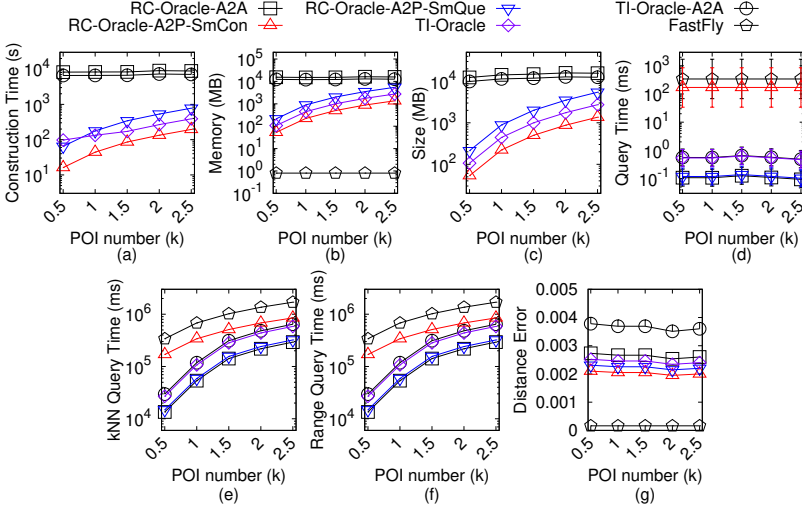 RC-Oracle-A2A RC-Oracle-A2P-SmQue TI-Oracle-A2A
RC-Oracle-A2P-SmCon TI-Oracle FastFly
Construction Time (s)
10^4
10^3
10^2
10^1
0.5 1 1.5 2 2.5
POI number (k)
(a)
Memory (MB)
10^5
10^4
10^3
10^2
10^1
10^0
10^-1
0.5 1 1.5 2 2.5
POI number (k)
(b)
Size (MB)
10^4
10^3
10^2
0.5 1 1.5 2 2.5
POI number (k)
(c)
Query Time (ms)
10^3
10^2
10^1
10^0
10^-1
0.5 1 1.5 2 2.5
POI number (k)
(d)
kNN Query Time (ms)
10^6
10^5
10^4
0.5 1 1.5 2 2.5
POI number (k)
(e)
Range Query Time (ms)
10^6
10^5
10^4
0.5 1 1.5 2 2.5
POI number (k)
(f)
Distance Error
0.005
0.004
0.003
0.002
0.001
0
0.5 1 1.5 2 2.5
POI number (k)
(g)